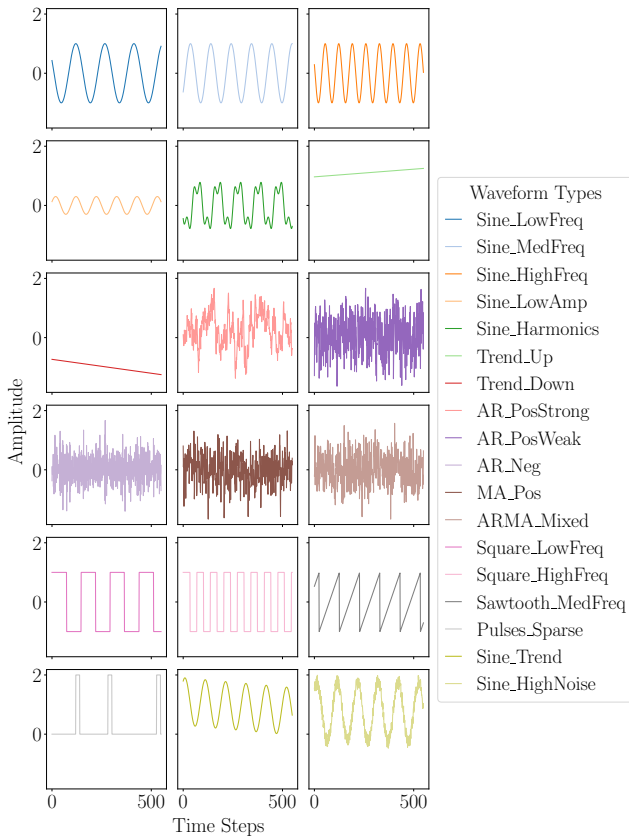 2
0
2
0
Waveform Types
Sine_LowFreq
Sine_MedFreq
Sine_HighFreq
Sine_LowAmp
Sine_Harmonics
Trend_Up
Trend_Down
AR_PosStrong
AR_PosWeak
AR_Neg
MA_Pos
ARMA_Mixed
Square_LowFreq
Square_HighFreq
Sawtooth_MedFreq
Pulses_Sparse
Sine_Trend
Sine_HighNoise
2
0
Amplitude
2
0
2
0
2
0
0 500 0 500 0 500
Time Steps